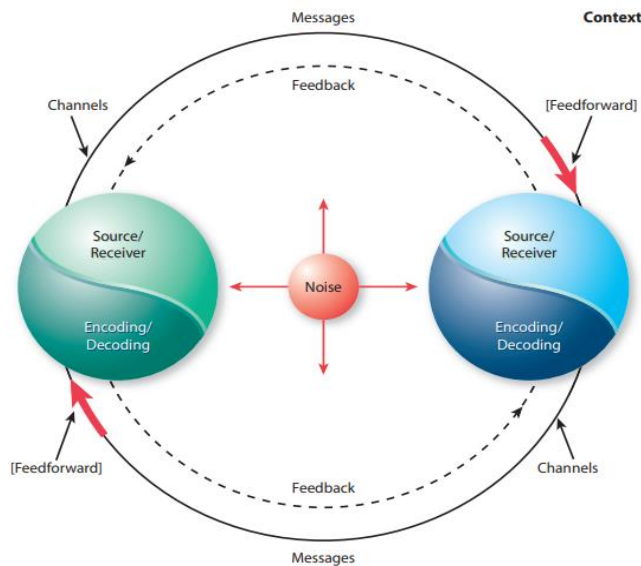 Messages
Context
Feedback
Channels
[Feedforward]
Source/
Receiver
Encoding/
Decoding
Noise
Source/
Receiver
Encoding/
Decoding
[Feedforward]
Feedback
Channels
Messages